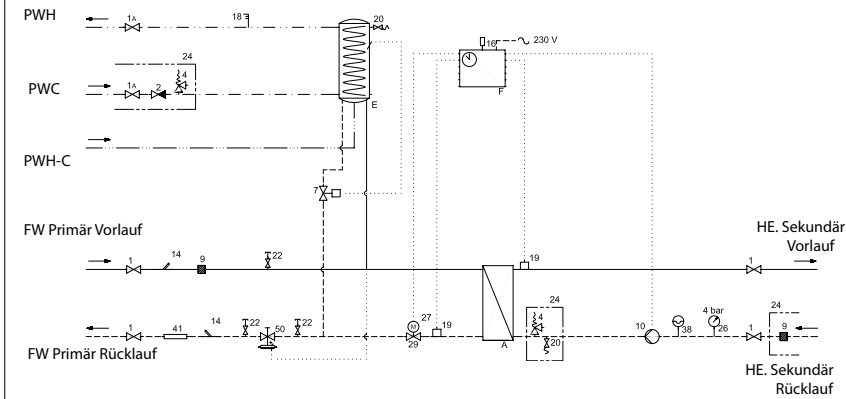 PWH
1A
18
20
16
230 V
24
PWC
1A
2
4
E
F
PWH-C
7
FW Primär Vorlauf
HE. Sekundär
Vorlauf
1
14
9
22
19
1
1
41
14
22
50
22
M
27
29
19
A
24
4
20
10
38
4 bar
26
1
24
9
FW Primär Rücklauf
HE. Sekundär
Rücklauf